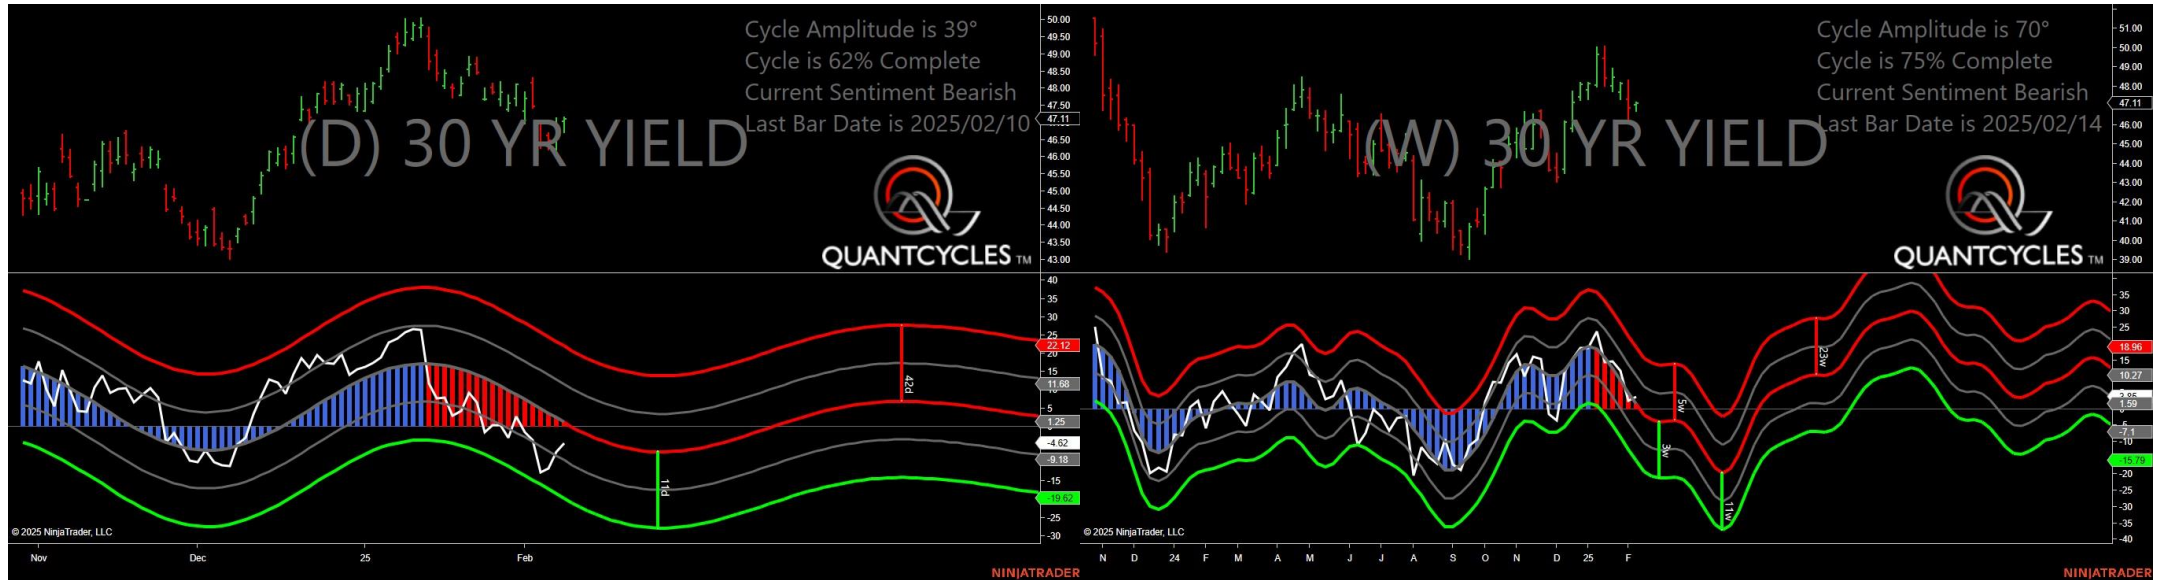 Cycle Amplitude is 39°
Cycle is 62% Complete
Current Sentiment Bearish
Last Bar Date is 2025/02/10
(D) 30 YR YIELD
QUANTCYCLES TM
50.00
49.50
49.00
48.50
48.00
47.50
47.11
46.50
46.00
45.50
45.00
44.50
44.00
43.50
43.00
40
35
30
25
22.12
20
15
11.68
5
1.25
-4.62
-9.18
-15
-19.62
-25
-30
42d
11d
© 2025 NinjaTrader, LLC
Nov
Dec
25
Feb
NINJATRADER
Cycle Amplitude is 70°
Cycle is 75% Complete
Current Sentiment Bearish
Last Bar Date is 2025/02/14
(W) 30 YR YIELD
QUANTCYCLES TM
51.00
50.00
49.00
48.00
47.11
46.00
45.00
44.00
43.00
42.00
41.00
40.00
39.00
35
30
25
18.96
15
10.27
1.59
-7.1
-10
-15.79
-20
-25
-30
-35
-40
23w
5w
3w
11w
© 2025 NinjaTrader, LLC
N
D
24
F
M
A
M
J
J
A
S
O
N
D
25
F
NINJATRADER